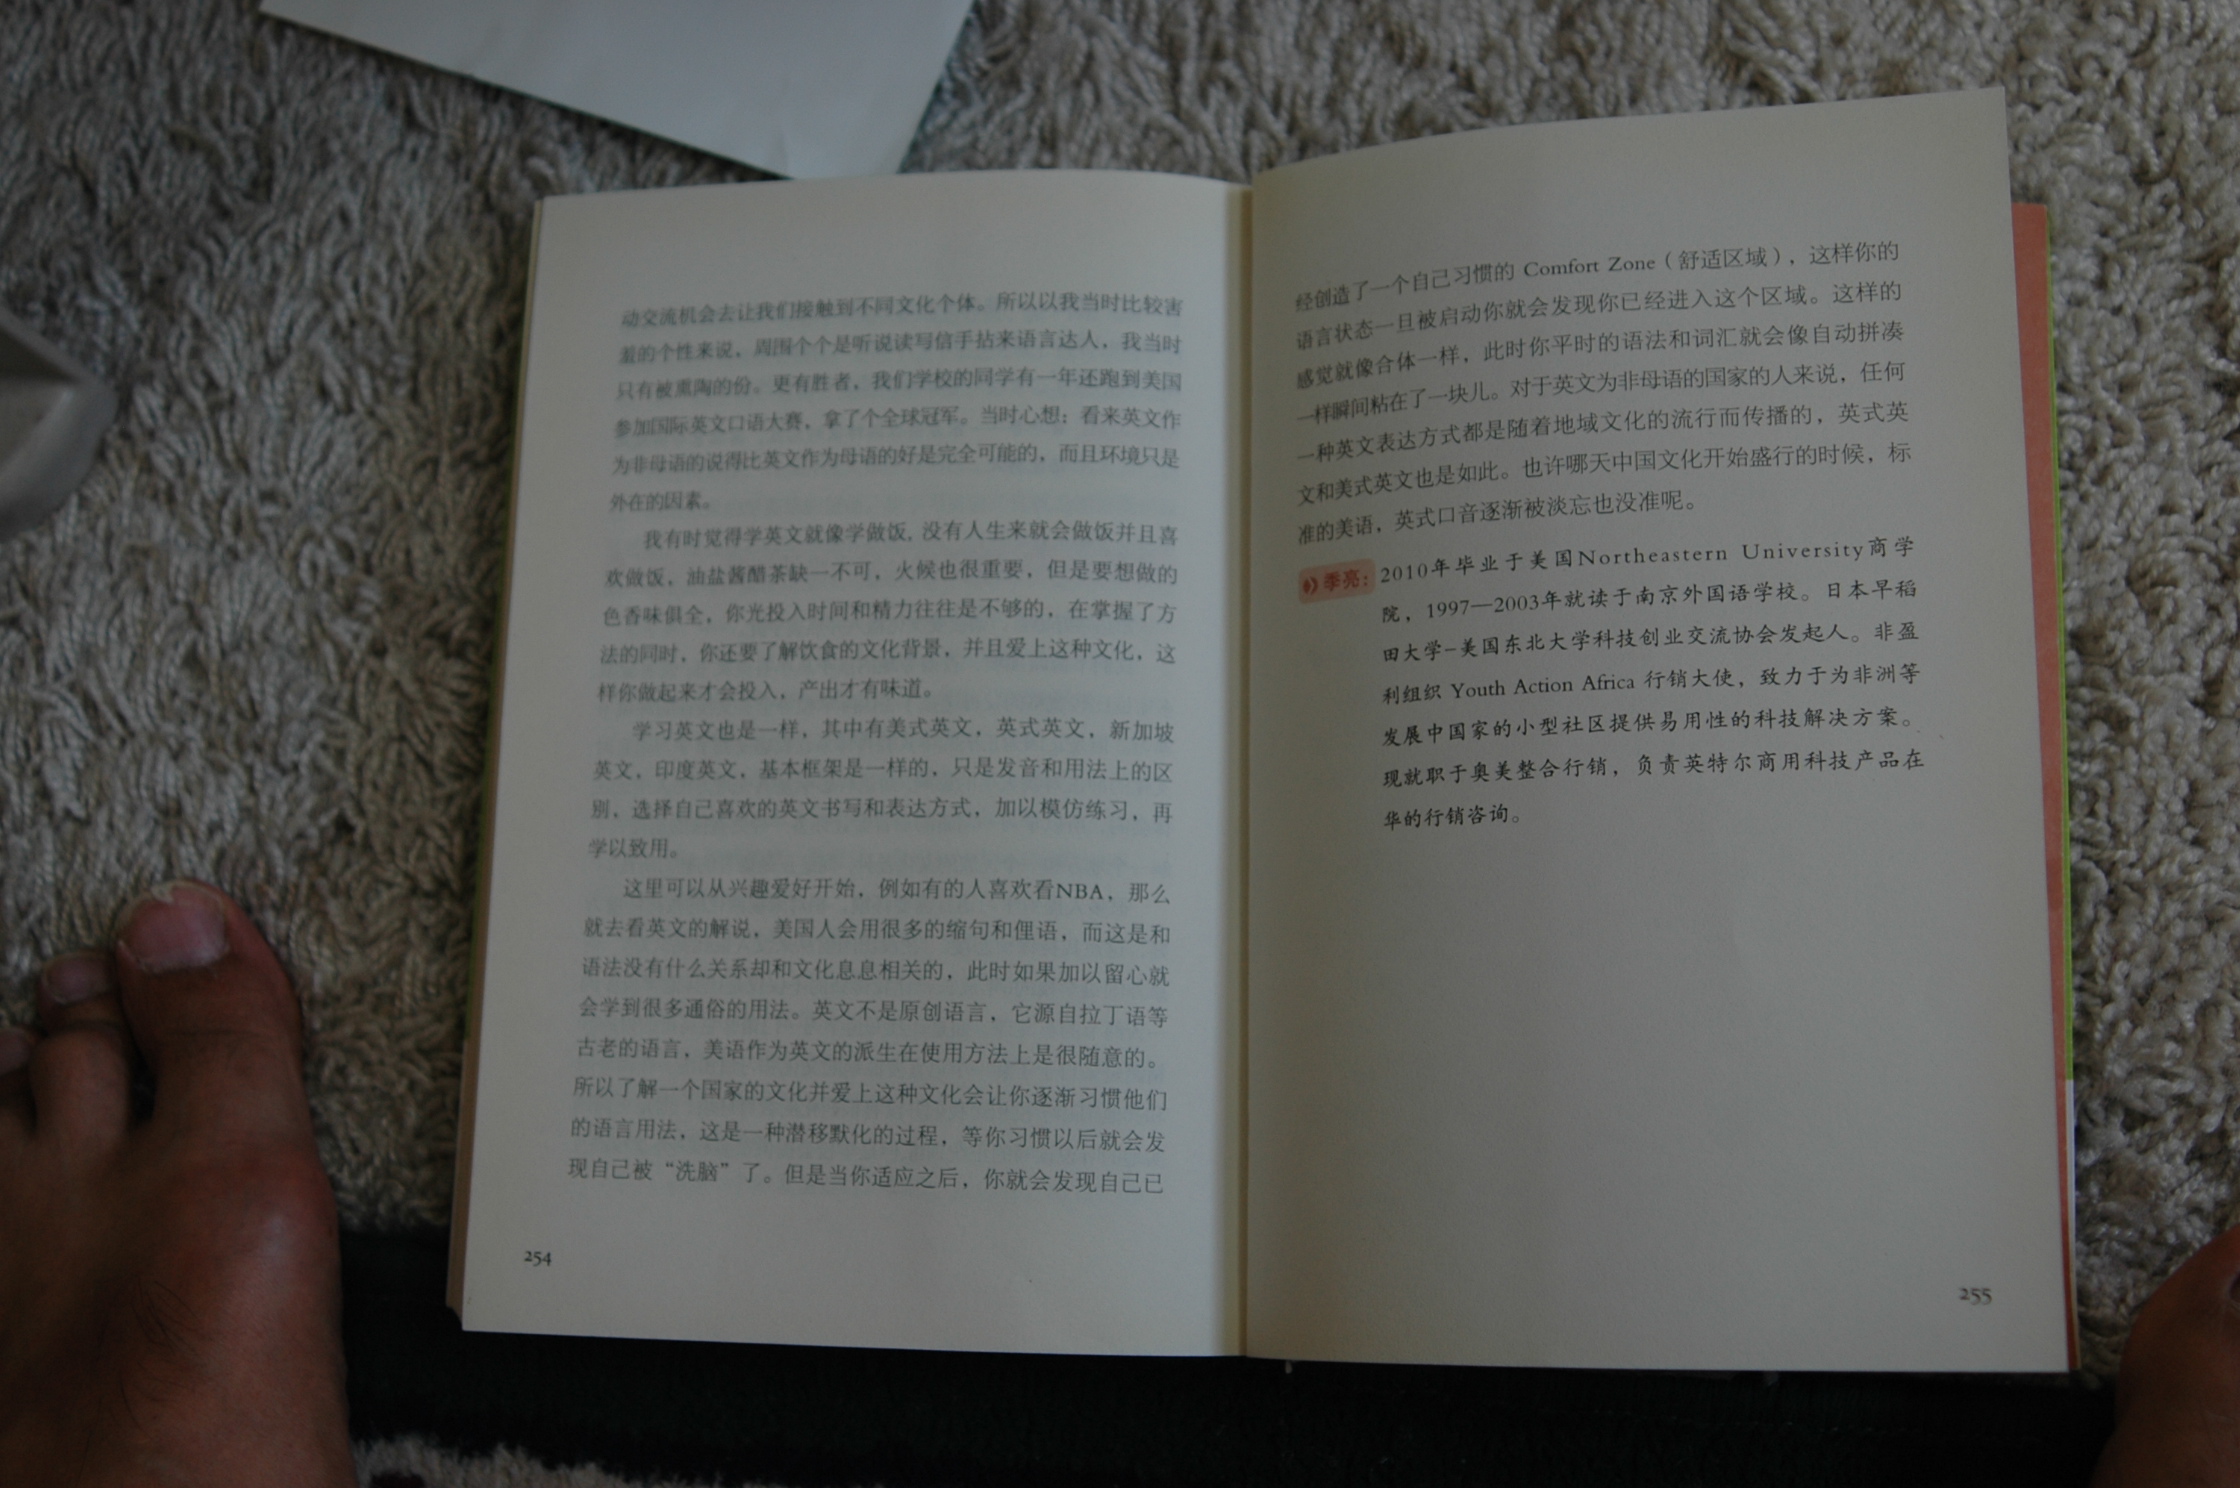 动交流机会去让我们接触到不同文化个体。所以以我当时比较害
羞的个性来说，周围个个是听说读写信手拈来语言达人，我当时
只有被熏陶的份。更有胜者，我们学校的同学有一年还跑到美国
参加国际英文口语大赛，拿了个全球冠军。当时心想：看来英文作
为非母语的说得比英文作为母语的好是完全可能的，而且环境只是
外在的因素。
我有时觉得学英文就像学做饭，没有人生来就会做饭并且喜
欢做饭，油盐酱醋茶缺一不可，火候也很重要，但是要想做的
色香味俱全，你光投入时间和精力往往是不够的，在掌握了方
法的同时，你还要了解饮食的文化背景，并且爱上这种文化，这
样你做起来才会投入，产出才有味道。
学习英文也是一样，其中有美式英文，英式英文，新加坡
英文，印度英文，基本框架是一样的，只是发音和用法上的区
别，选择自己喜欢的英文书写和表达方式，加以模仿练习，再
学以致用。
这里可以从兴趣爱好开始，例如有的人喜欢看NBA，那么
就去看英文的解说，美国人会用很多的缩句和俚语，而这是和
语法没有什么关系却和文化息息相关的，此时如果加以留心就
会学到很多通俗的用法。英文不是原创语言，它源自拉丁语等
古老的语言，美语作为英文的派生在使用方法上是很随意的。
所以了解一个国家的文化并爱上这种文化会让你逐渐习惯他们
的语言用法，这是一种潜移默化的过程，等你习惯以后就会发
现自己被“洗脑”了。但是当你适应之后，你就会发现自己已
254
经创造了一个自己习惯的 Comfort Zone（舒适区域），这样你的
语言状态一旦被启动你就会发现你已经进入这个区域。这样的
感觉就像合体一样，此时你平时的语法和词汇就会像自动拼凑
一样瞬间粘在了一块儿。对于英文为非母语的国家的人来说，任何
一种英文表达方式都是随着地域文化的流行而传播的，英式英
文和美式英文也是如此。也许哪天中国文化开始盛行的时候，标
准的美语，英式口音逐渐被淡忘也没准呢。
季亮：2010年毕业于美国Northeastern University商学
院，1997—2003年就读于南京外国语学校。日本早稻
田大学-美国东北大学科技创业交流协会发起人。非盈
利组织 Youth Action Africa 行销大使，致力于为非洲等
发展中国家的小型社区提供易用性的科技解决方案。
现就职于奥美整合行销，负责英特尔商用科技产品在
华的行销咨询。
255